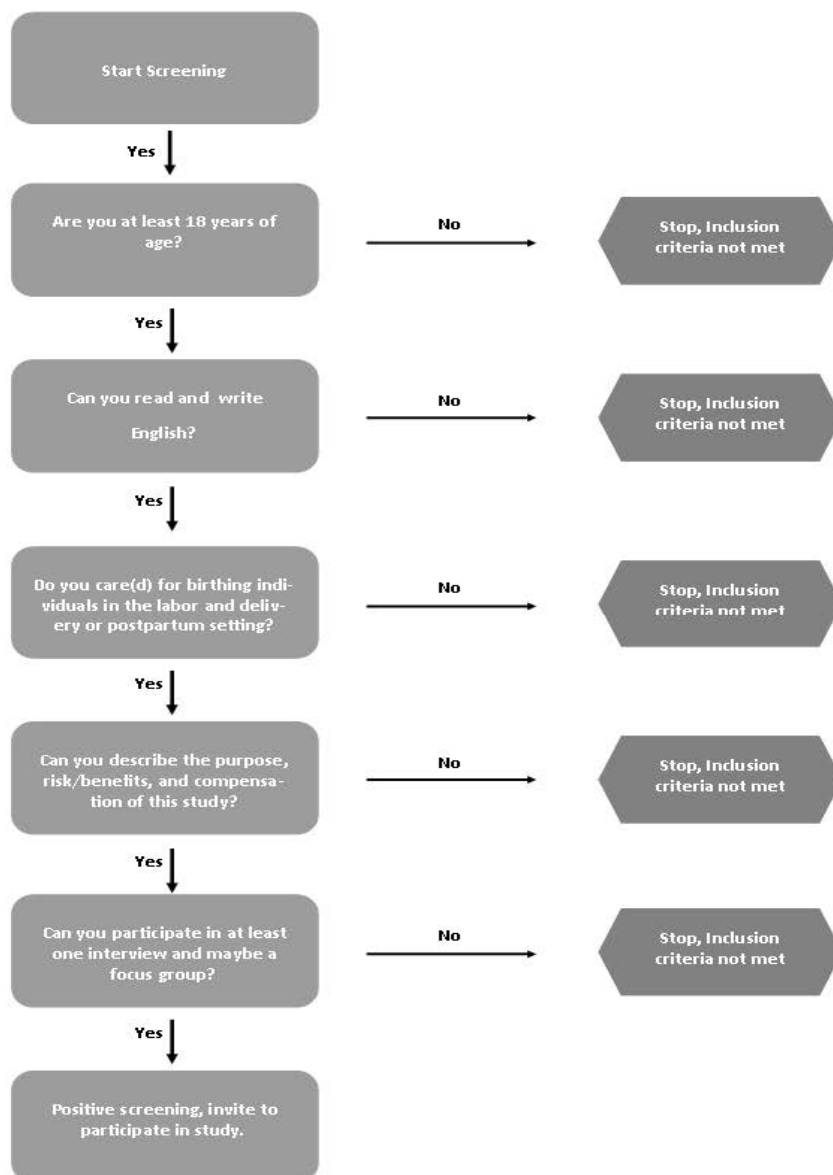 Start Screening
Yes
Are you at least 18 years of
age?
No
Stop, Inclusion
criteria not met
Yes
Can you read and write
English?
No
Stop, Inclusion
criteria not met
Yes
Do you care(d) for birthing indi-
viduals in the labor and deliv-
ery or postpartum setting?
No
Stop, Inclusion
criteria not met
Yes
Can you describe the purpose,
risk/benefits, and compensa-
tion of this study?
No
Stop, Inclusion
criteria not met
Yes
Can you participate in at least
one interview and maybe a
focus group?
No
Stop, Inclusion
criteria not met
Yes
Positive screening, invite to
participate in study.